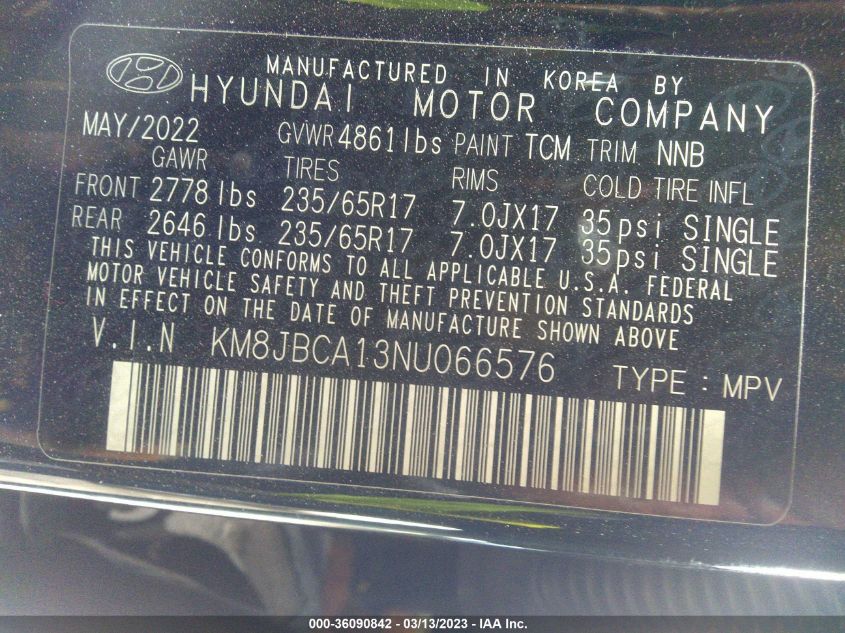 MANUFACTURED IN KOREA BY
HYUNDAI MOTOR COMPANY
MAY/2022 GVWR 4861 lbs PAINT TCM TRIM NNB
GAWR TIRES RIMS COLD TIRE INFL
FRONT 2778 lbs 235/65R17 7.0JX17 35psi SINGLE
REAR 2646 lbs 235/65R17 7.0JX17 35psi SINGLE
THIS VEHICLE CONFORMS TO ALL APPLICABLE U.S.A. FEDERAL
MOTOR VEHICLE SAFETY AND THEFT PREVENTION STANDARDS
IN EFFECT ON THE DATE OF MANUFACTURE SHOWN ABOVE
V.I.N KM8JBCA13NU066576 TYPE : MPV
000-36090842 - 03/13/2023 - IAA Inc.